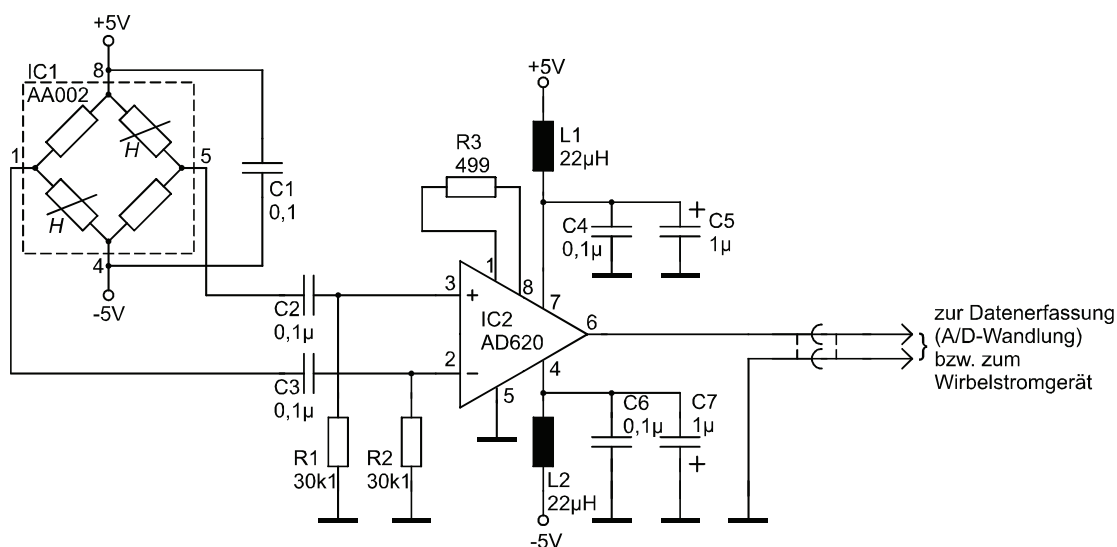 +5V
8
IC1
AA002
1
5
H
H
4
-5V
C1
0,1
C2
0,1µ
C3
0,1µ
R1
30k1
R2
30k1
R3
499
+5V
L1
22µH
C4
0,1µ
+
C5
1µ
1
8
7
3
+
IC2
AD620
2
−
6
4
5
L2
22µH
-5V
C6
0,1µ
C7
1µ
+
zur Datenerfassung
(A/D-Wandlung)
}
bzw. zum
Wirbelstromgerät